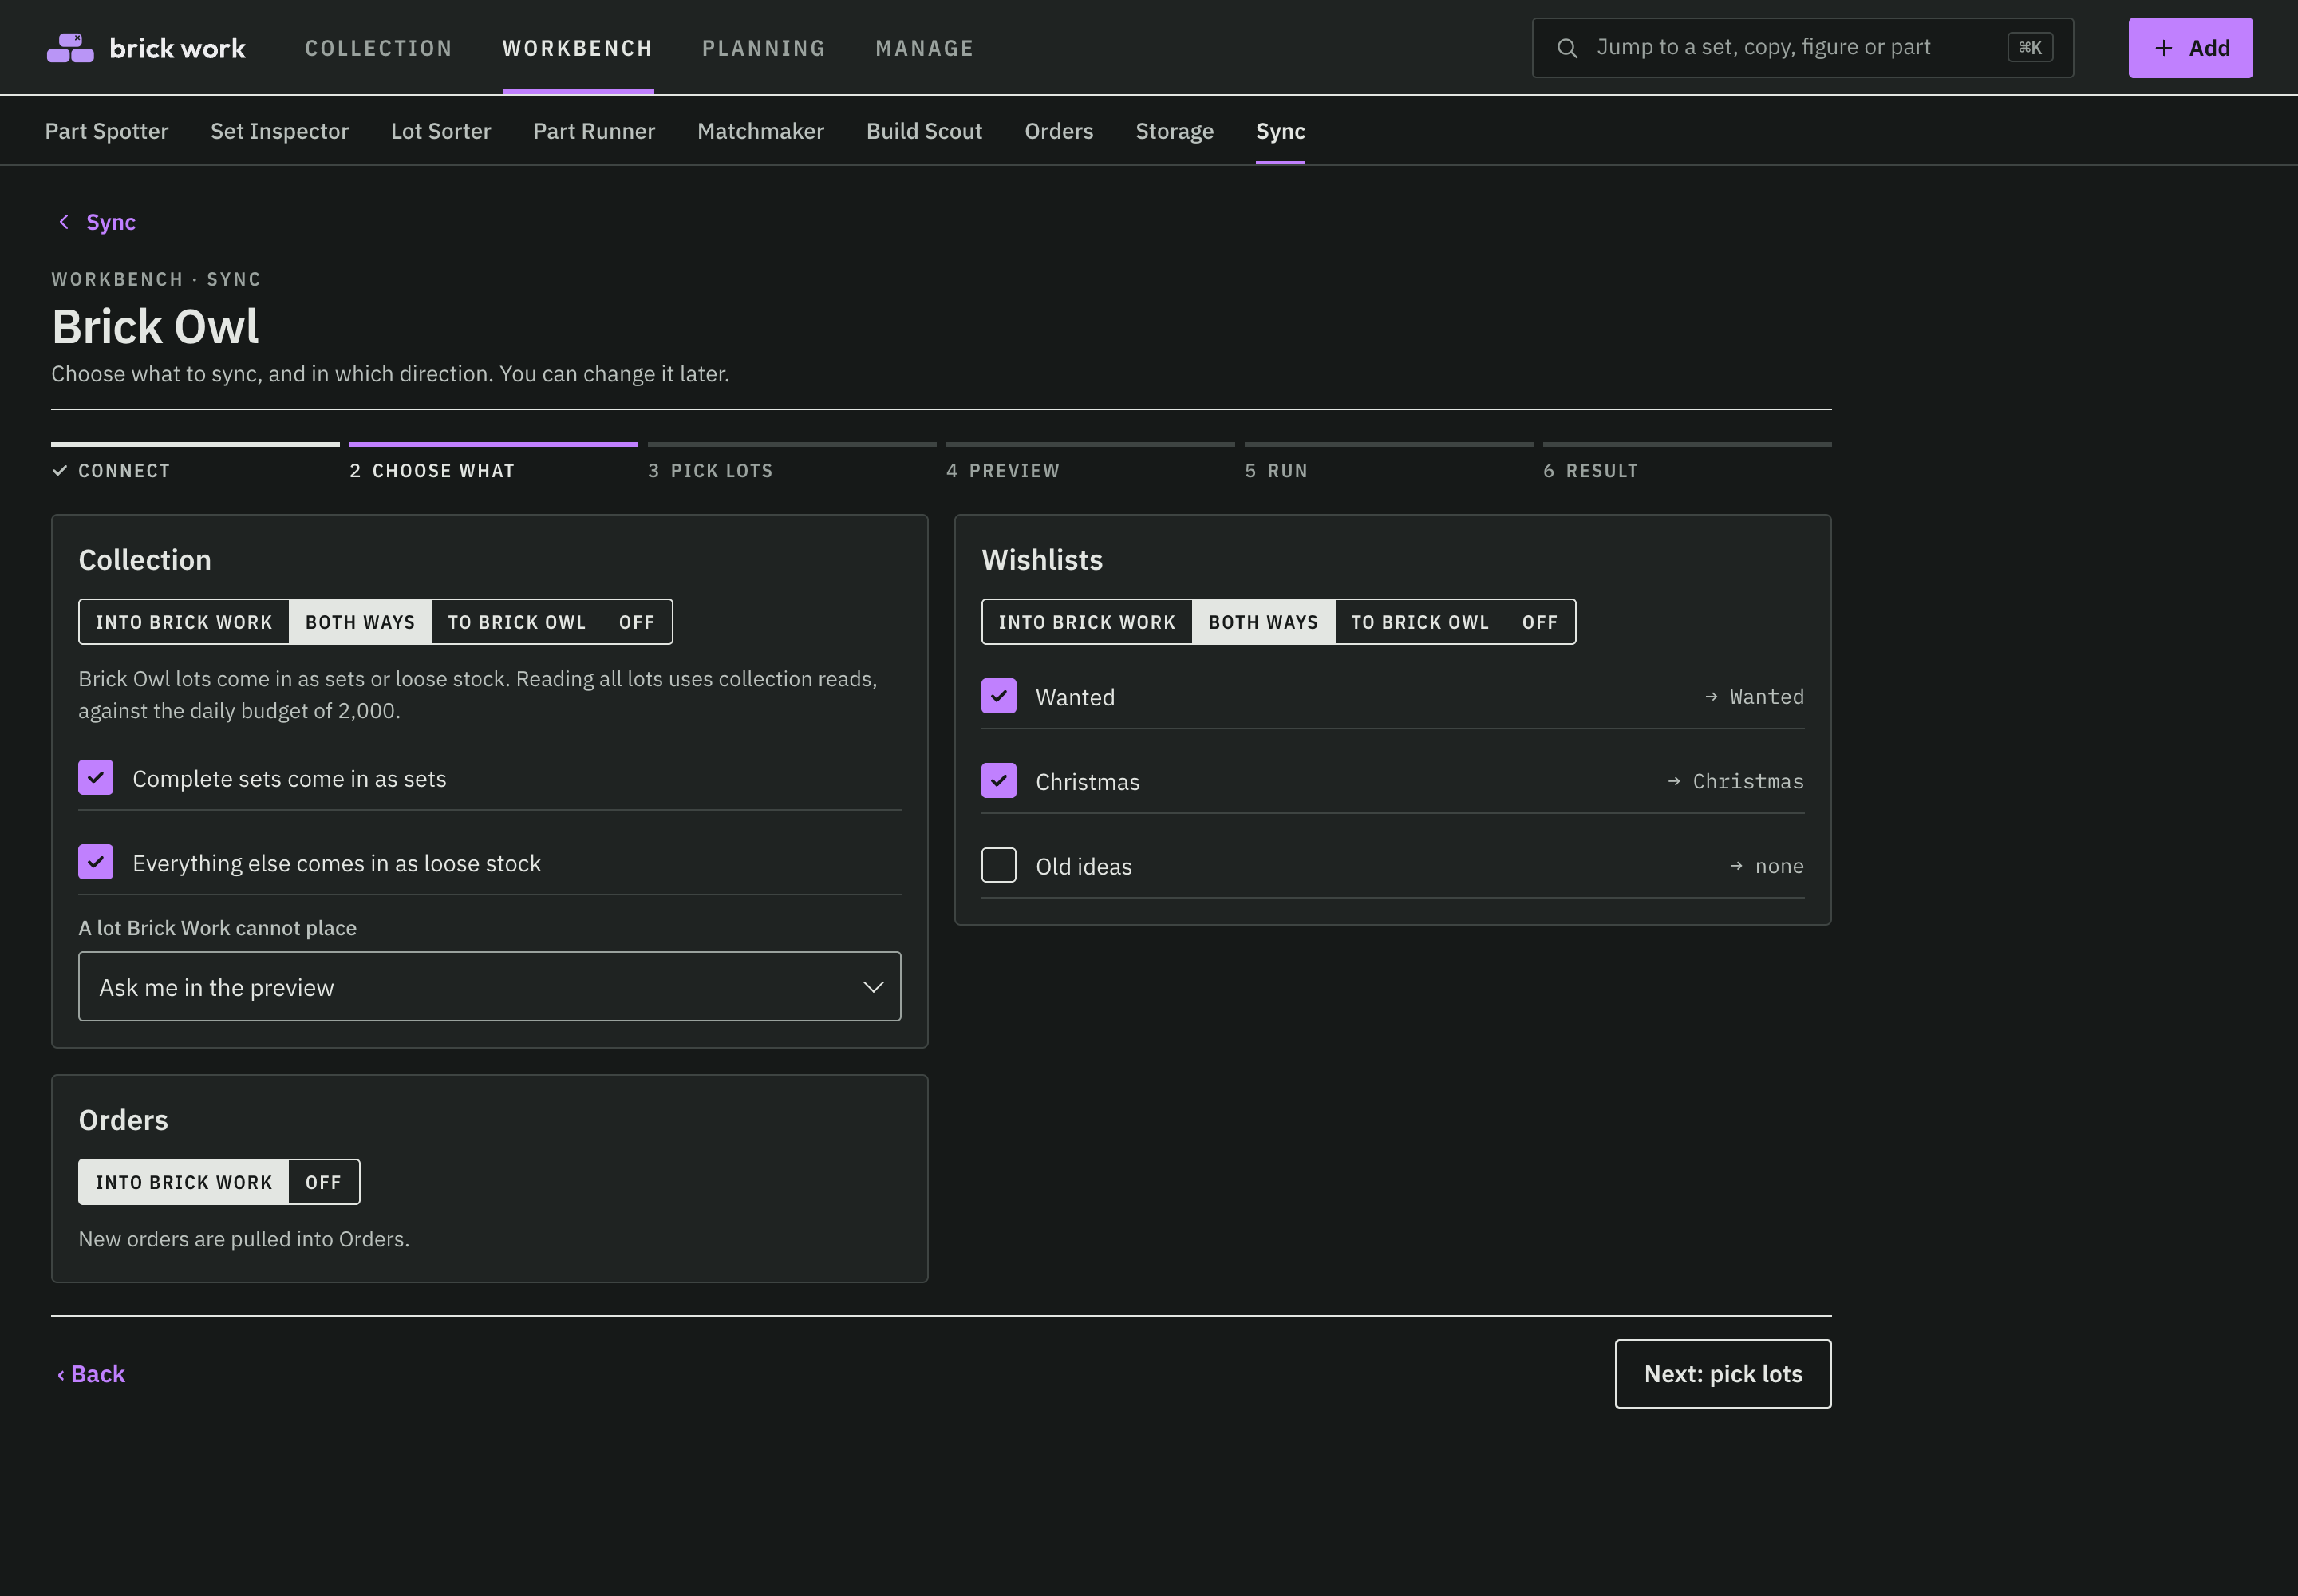 brick work
COLLECTION
WORKBENCH
PLANNING
MANAGE
Jump to a set, copy, figure or part
⌘K
+ Add
Part Spotter
Set Inspector
Lot Sorter
Part Runner
Matchmaker
Build Scout
Orders
Storage
Sync
‹ Sync
WORKBENCH · SYNC
Brick Owl
Choose what to sync, and in which direction. You can change it later.
✓ CONNECT
2 CHOOSE WHAT
3 PICK LOTS
4 PREVIEW
5 RUN
6 RESULT
Collection
INTO BRICK WORK
BOTH WAYS
TO BRICK OWL
OFF
Brick Owl lots come in as sets or loose stock. Reading all lots uses collection reads,
against the daily budget of 2,000.
Complete sets come in as sets
Everything else comes in as loose stock
A lot Brick Work cannot place
Ask me in the preview
Orders
INTO BRICK WORK
OFF
New orders are pulled into Orders.
Wishlists
INTO BRICK WORK
BOTH WAYS
TO BRICK OWL
OFF
Wanted
→ Wanted
Christmas
→ Christmas
Old ideas
→ none
‹ Back
Next: pick lots